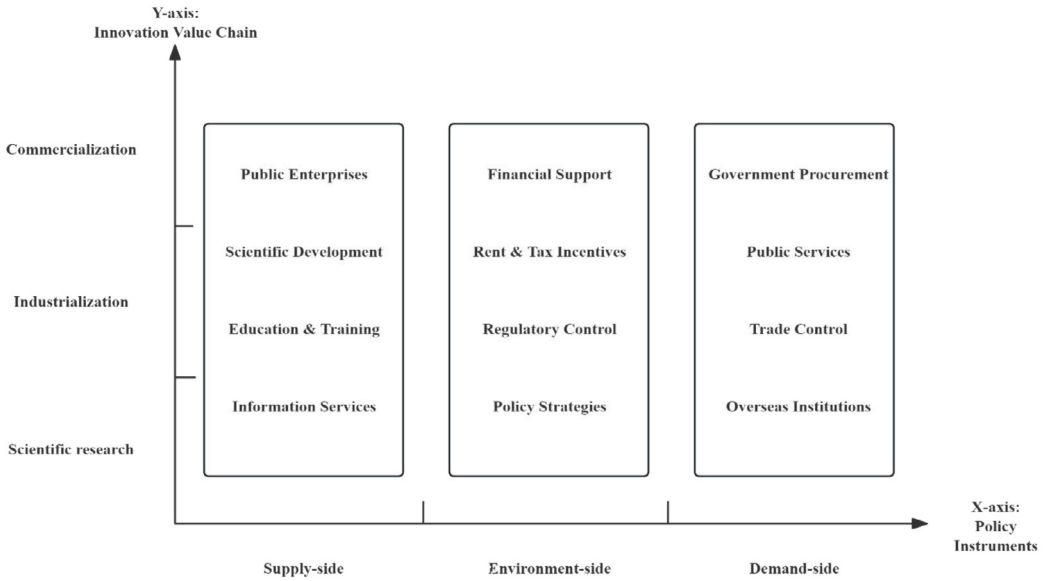 Y-axis:
Innovation Value Chain
Commercialization
Public Enterprises
Financial Support
Government Procurement
Scientific Development
Rent & Tax Incentives
Public Services
Industrialization
Education & Training
Regulatory Control
Trade Control
Information Services
Policy Strategies
Overseas Institutions
Scientific research
X-axis:
Policy
Instruments
Supply-side
Environment-side
Demand-side